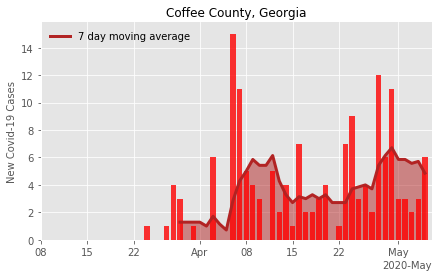 Coffee County, Georgia
7 day moving average
New Covid-19 Cases
14
12
10
8
6
4
2
0
08 15 22 Apr 08 15 22 May
2020-May